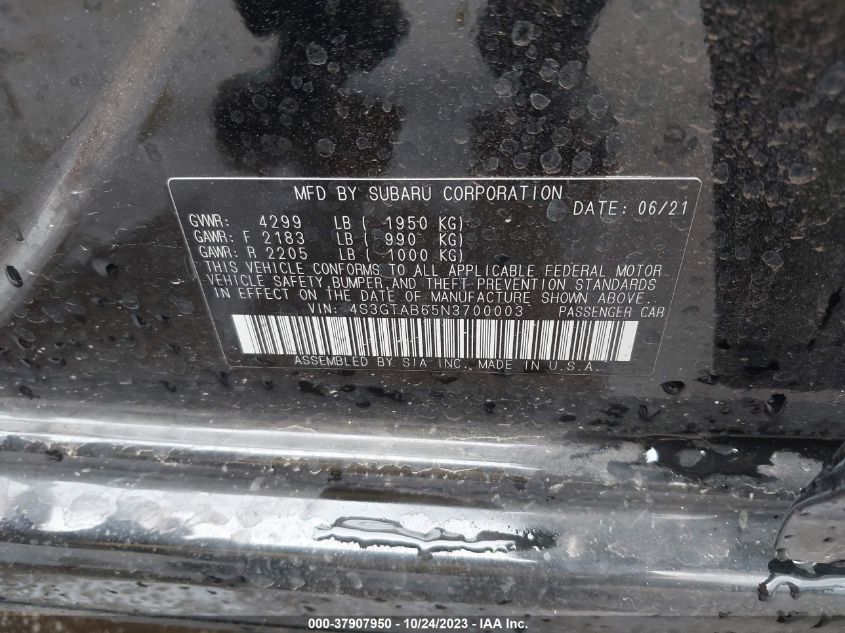 MFD BY SUBARU CORPORATION
DATE: 06/21
GVWR: 4299 LB ( 1950 KG)
GAWR: F 2183 LB ( 990 KG)
GAWR: R 2205 LB ( 1000 KG)
THIS VEHICLE CONFORMS TO ALL APPLICABLE FEDERAL MOTOR
VEHICLE SAFETY, BUMPER, AND THEFT PREVENTION STANDARDS
IN EFFECT ON THE DATE OF MANUFACTURE SHOWN ABOVE.
VIN: 4S3GTAB65N3700003 PASSENGER CAR
ASSEMBLED BY SIA INC. MADE IN U.S.A.
000-37907950 - 10/24/2023 - IAA Inc.